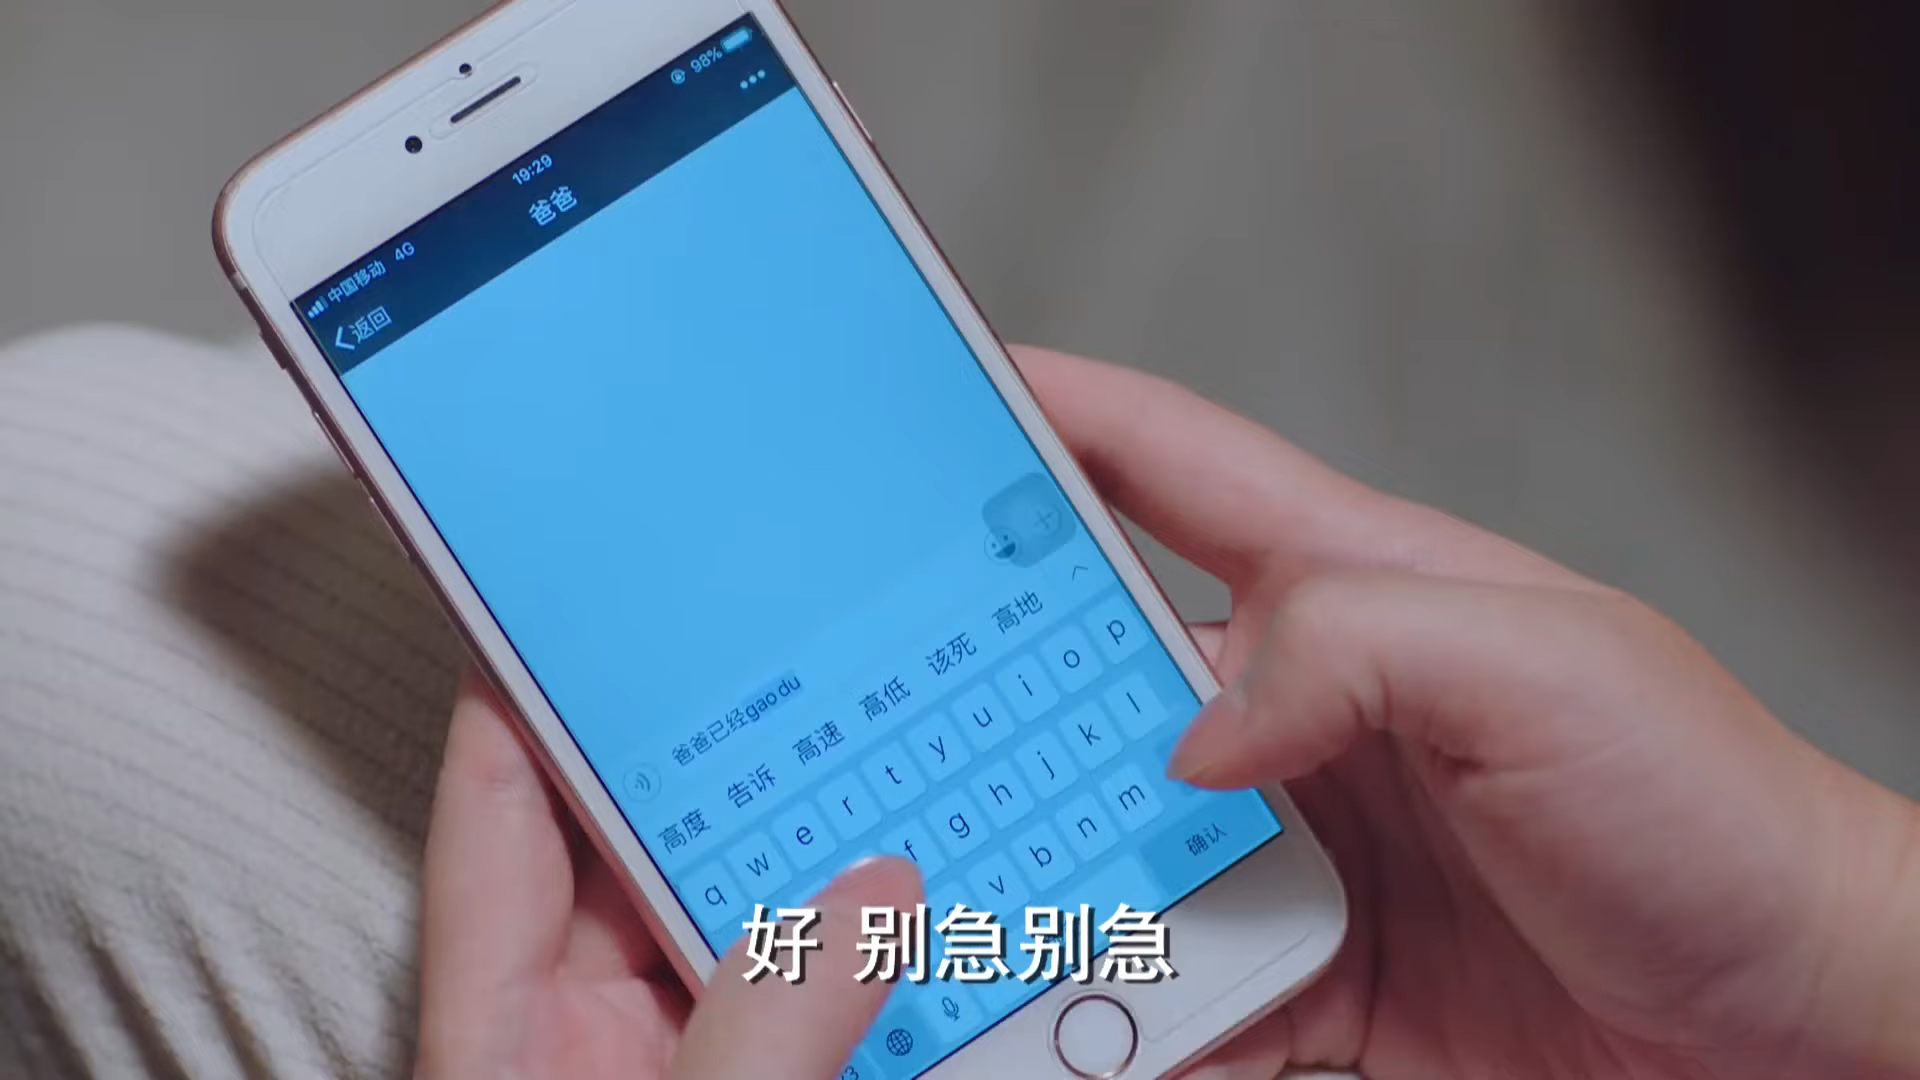 中国移动 4G 19:29 98%
返回 爸爸
爸爸已经gao du
高度 告诉 高速 高低 该死 高地
q w e r t y u i o p
f g h j k l
v b n m
确认
好 别急别急